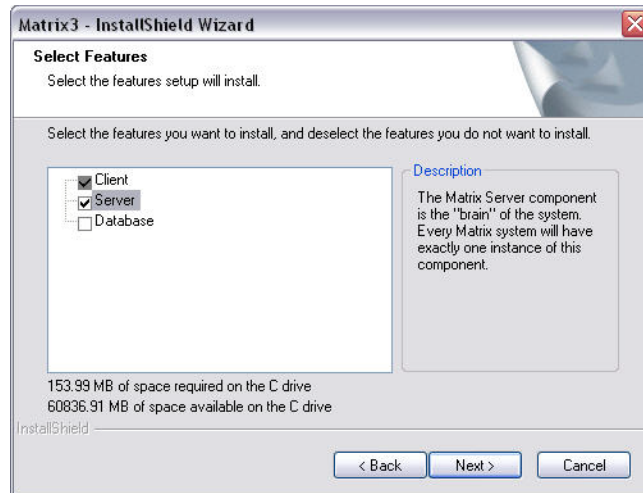 Matrix3 - InstallShield Wizard
Select Features
Select the features setup will install.
Select the features you want to install, and deselect the features you do not want to install.
Client
Server
Database
Description
The Matrix Server component
is the "brain" of the system.
Every Matrix system will have
exactly one instance of this
component.
153.99 MB of space required on the C drive
60836.91 MB of space available on the C drive
InstallShield
< Back
Next >
Cancel